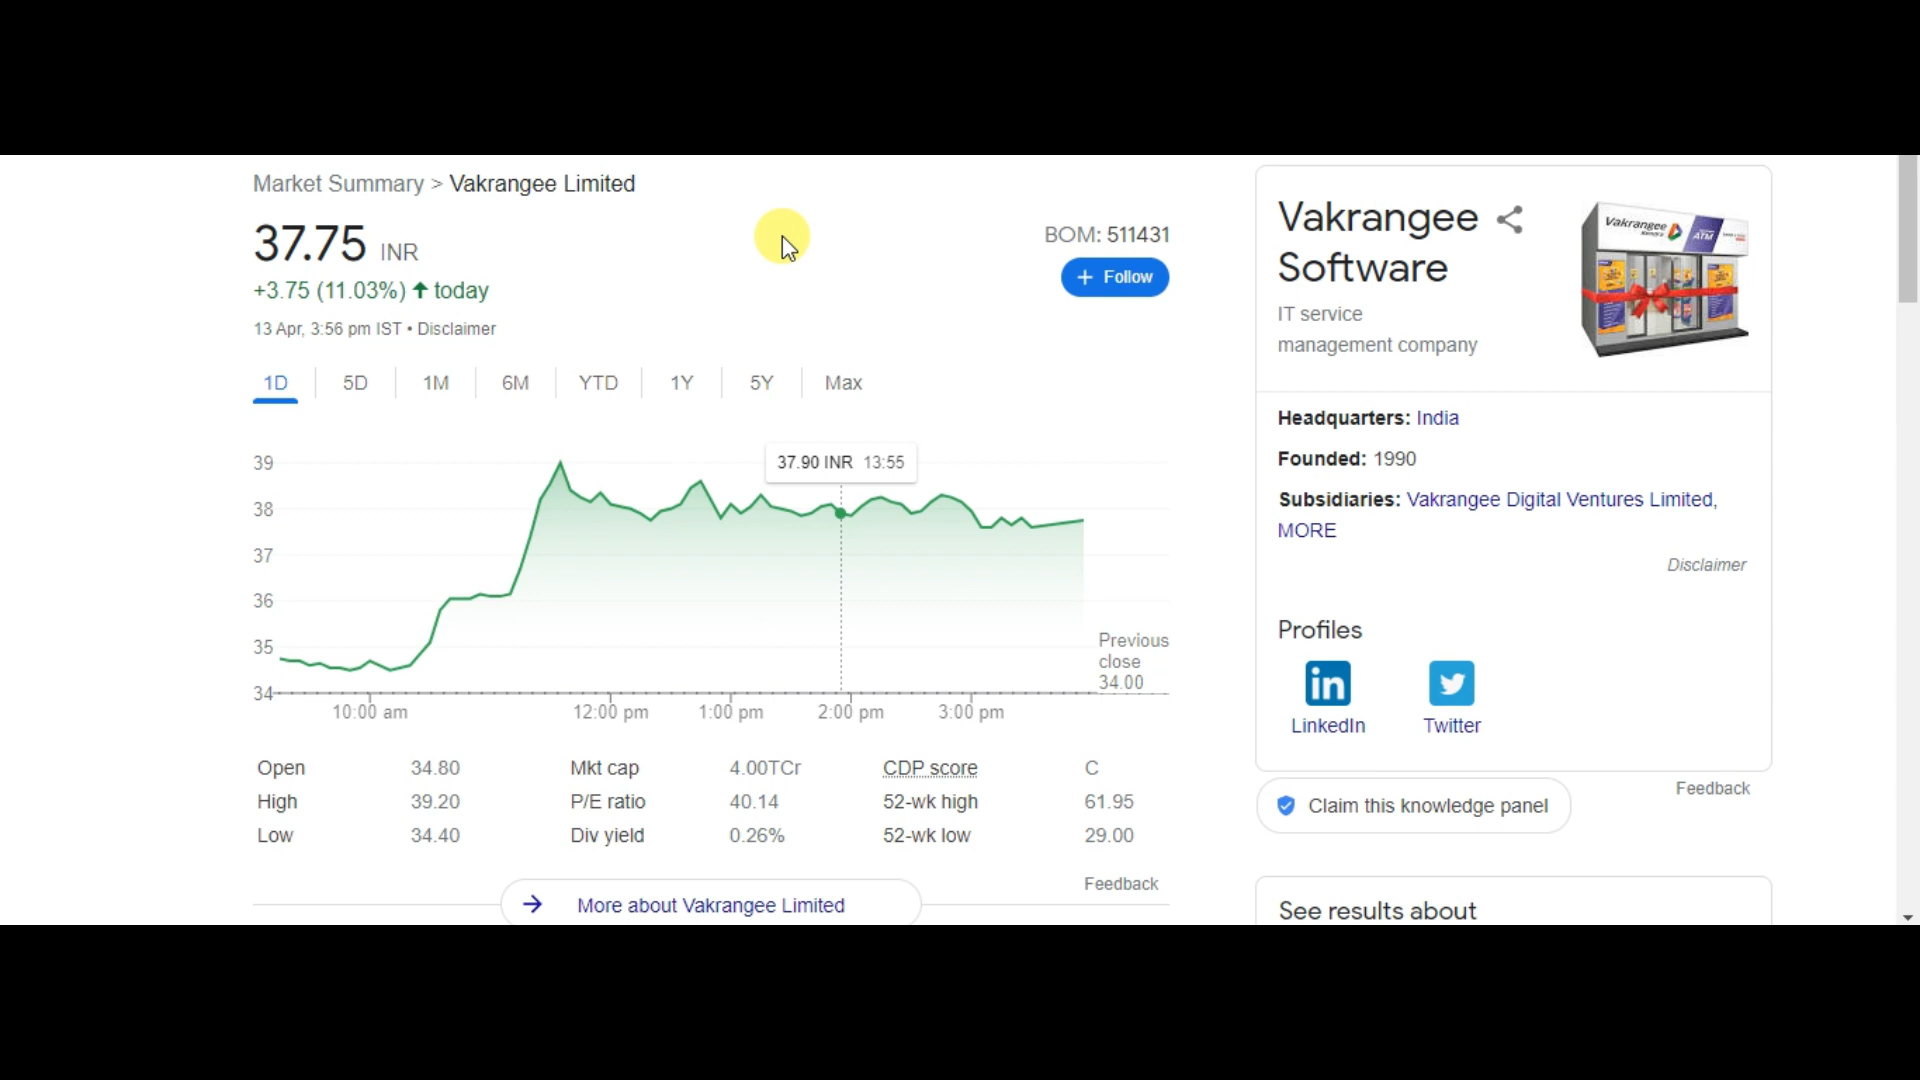 Market Summary > Vakrangee Limited
37.75 INR
+3.75 (11.03%) ↑ today
13 Apr, 3:56 pm IST • Disclaimer
BOM: 511431
+ Follow
1D 5D 1M 6M YTD 1Y 5Y Max
37.90 INR 13:55
39
38
37
36
35
34
Previous
close
34.00
10:00 am 12:00 pm 1:00 pm 2:00 pm 3:00 pm
Open 34.80 Mkt cap 4.00TCr CDP score C
High 39.20 P/E ratio 40.14 52-wk high 61.95
Low 34.40 Div yield 0.26% 52-wk low 29.00
Feedback
More about Vakrangee Limited
Vakrangee
Software
IT service
management company
Vakrangee
ATM
Headquarters: India
Founded: 1990
Subsidiaries: Vakrangee Digital Ventures Limited,
MORE
Disclaimer
Profiles
in
LinkedIn Twitter
Feedback
Claim this knowledge panel
See results about